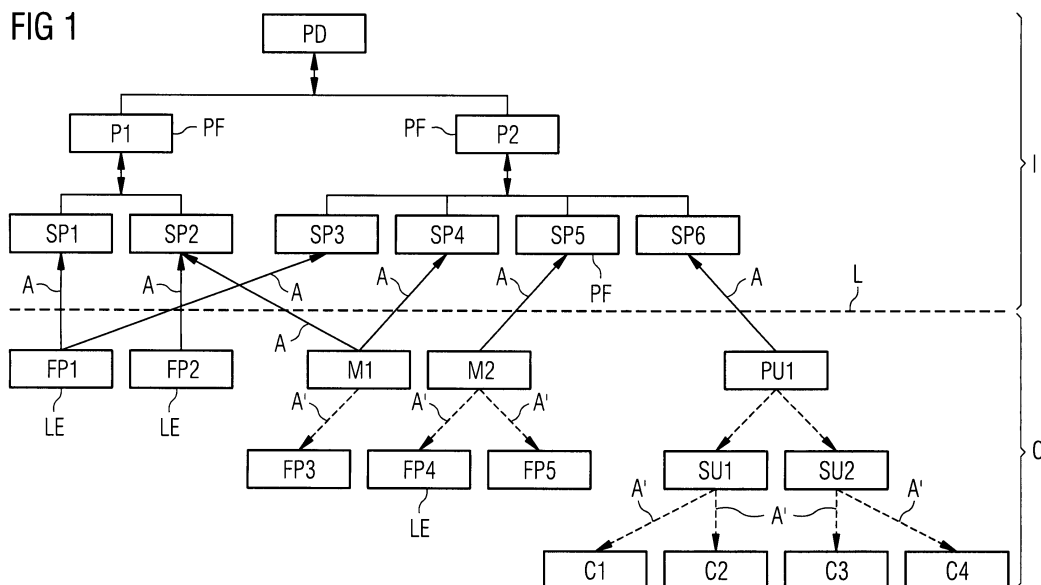 FIG 1
PD
P1 PF PF P2
I
SP1 SP2 SP3 SP4 SP5 SP6
A A A A A PF A L
A
FP1 FP2 M1 M2 PU1
LE LE A' A' A'
FP3 FP4 FP5 SU1 SU2
LE A' A' A'
C1 C2 C3 C4